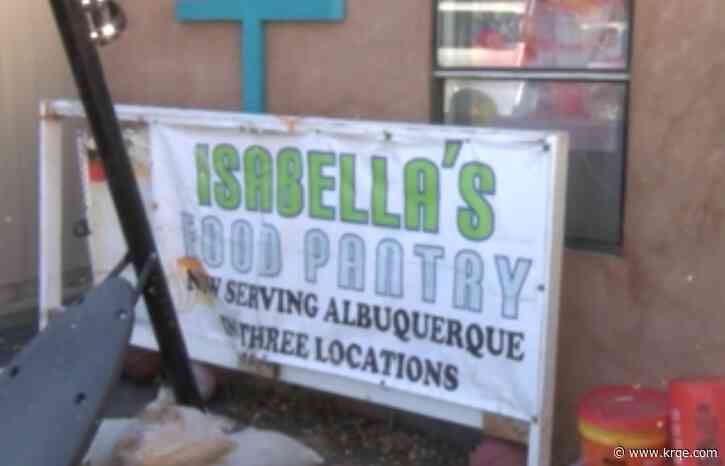 ISABELLA'S
FOOD PANTRY
NOW SERVING ALBUQUERQUE
IN THREE LOCATIONS
www.krqe.com